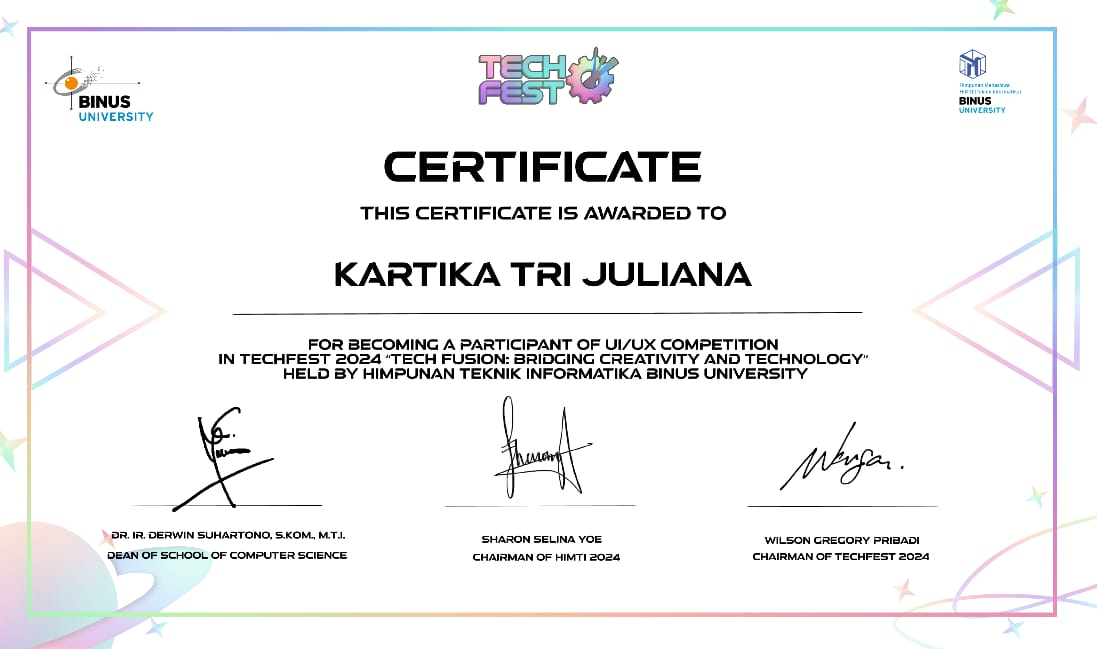 BINUS
UNIVERSITY
TECH
FEST
Himpunan Mahasiswa
BINUS
UNIVERSITY
CERTIFICATE
THIS CERTIFICATE IS AWARDED TO
KARTIKA TRI JULIANA
FOR BECOMING A PARTICIPANT OF UI/UX COMPETITION
IN TECHFEST 2024 "TECH FUSION: BRIDGING CREATIVITY AND TECHNOLOGY"
HELD BY HIMPUNAN TEKNIK INFORMATIKA BINUS UNIVERSITY
DR. IR. DERWIN SUHARTONO, S.KOM., M.T.I.
DEAN OF SCHOOL OF COMPUTER SCIENCE
SHARON SELINA YOE
CHAIRMAN OF HIMTI 2024
WILSON GREGORY PRIBADI
CHAIRMAN OF TECHFEST 2024